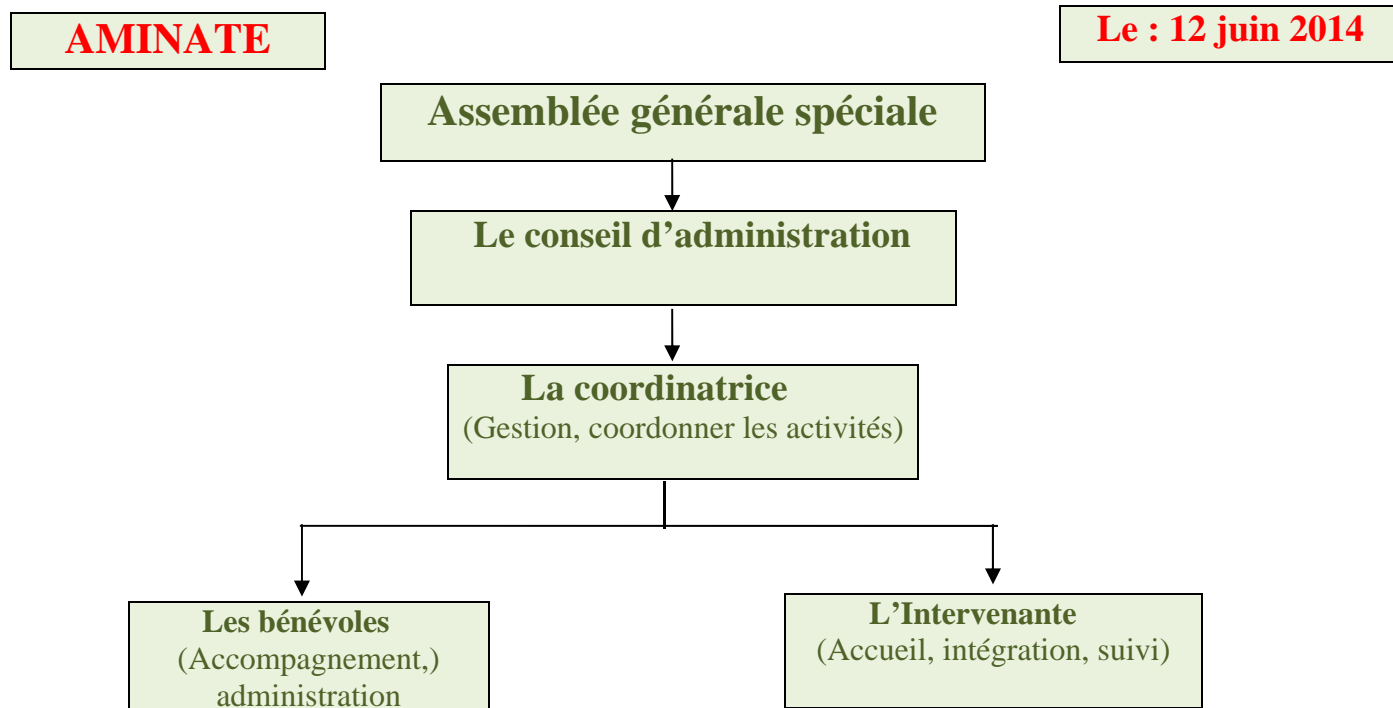 AMINATE
Le : 12 juin 2014
Assemblée générale spéciale
Le conseil d’administration
La coordinatrice
(Gestion, coordonner les activités)
Les bénévoles
(Accompagnement,)
administration
L’Intervenante
(Accueil, intégration, suivi)